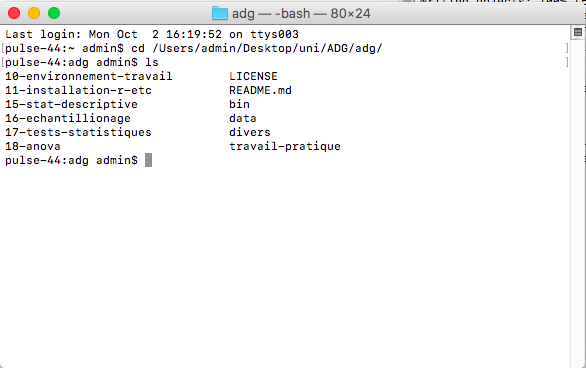 adg — -bash — 80×24
Last login: Mon Oct  2 16:19:52 on ttys003
[pulse-44:~ admin$ cd /Users/admin/Desktop/uni/ADG/adg/ ]
[pulse-44:adg admin$ ls ]
10-environnement-travail        LICENSE
11-installation-r-etc           README.md
15-stat-descriptive             bin
16-echantillionage              data
17-tests-statistiques           divers
18-anova                        travail-pratique
pulse-44:adg admin$